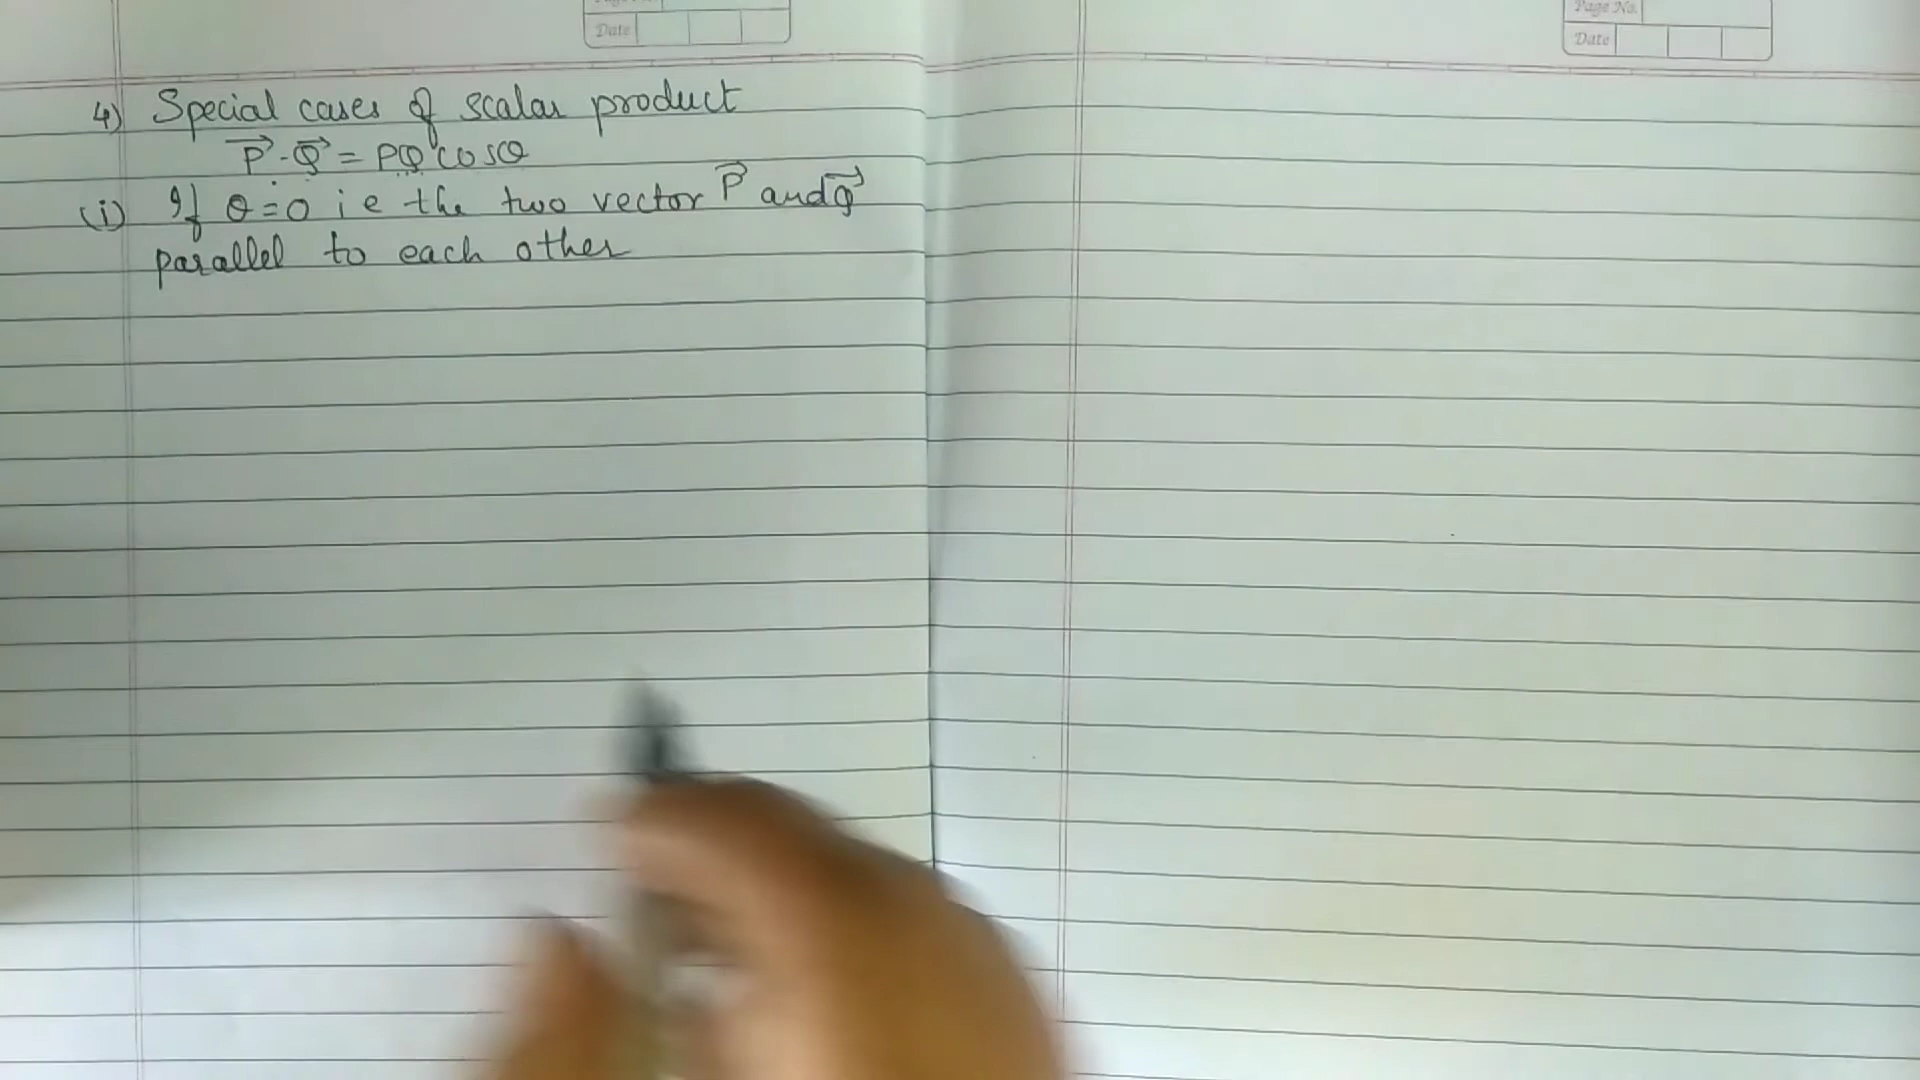 Date
Page No.
Date
4) Special cases of scalar product
P⃗ · Q⃗ = PQ cos θ
(i) If θ = 0 i e the two vector P⃗ and Q⃗
parallel to each other